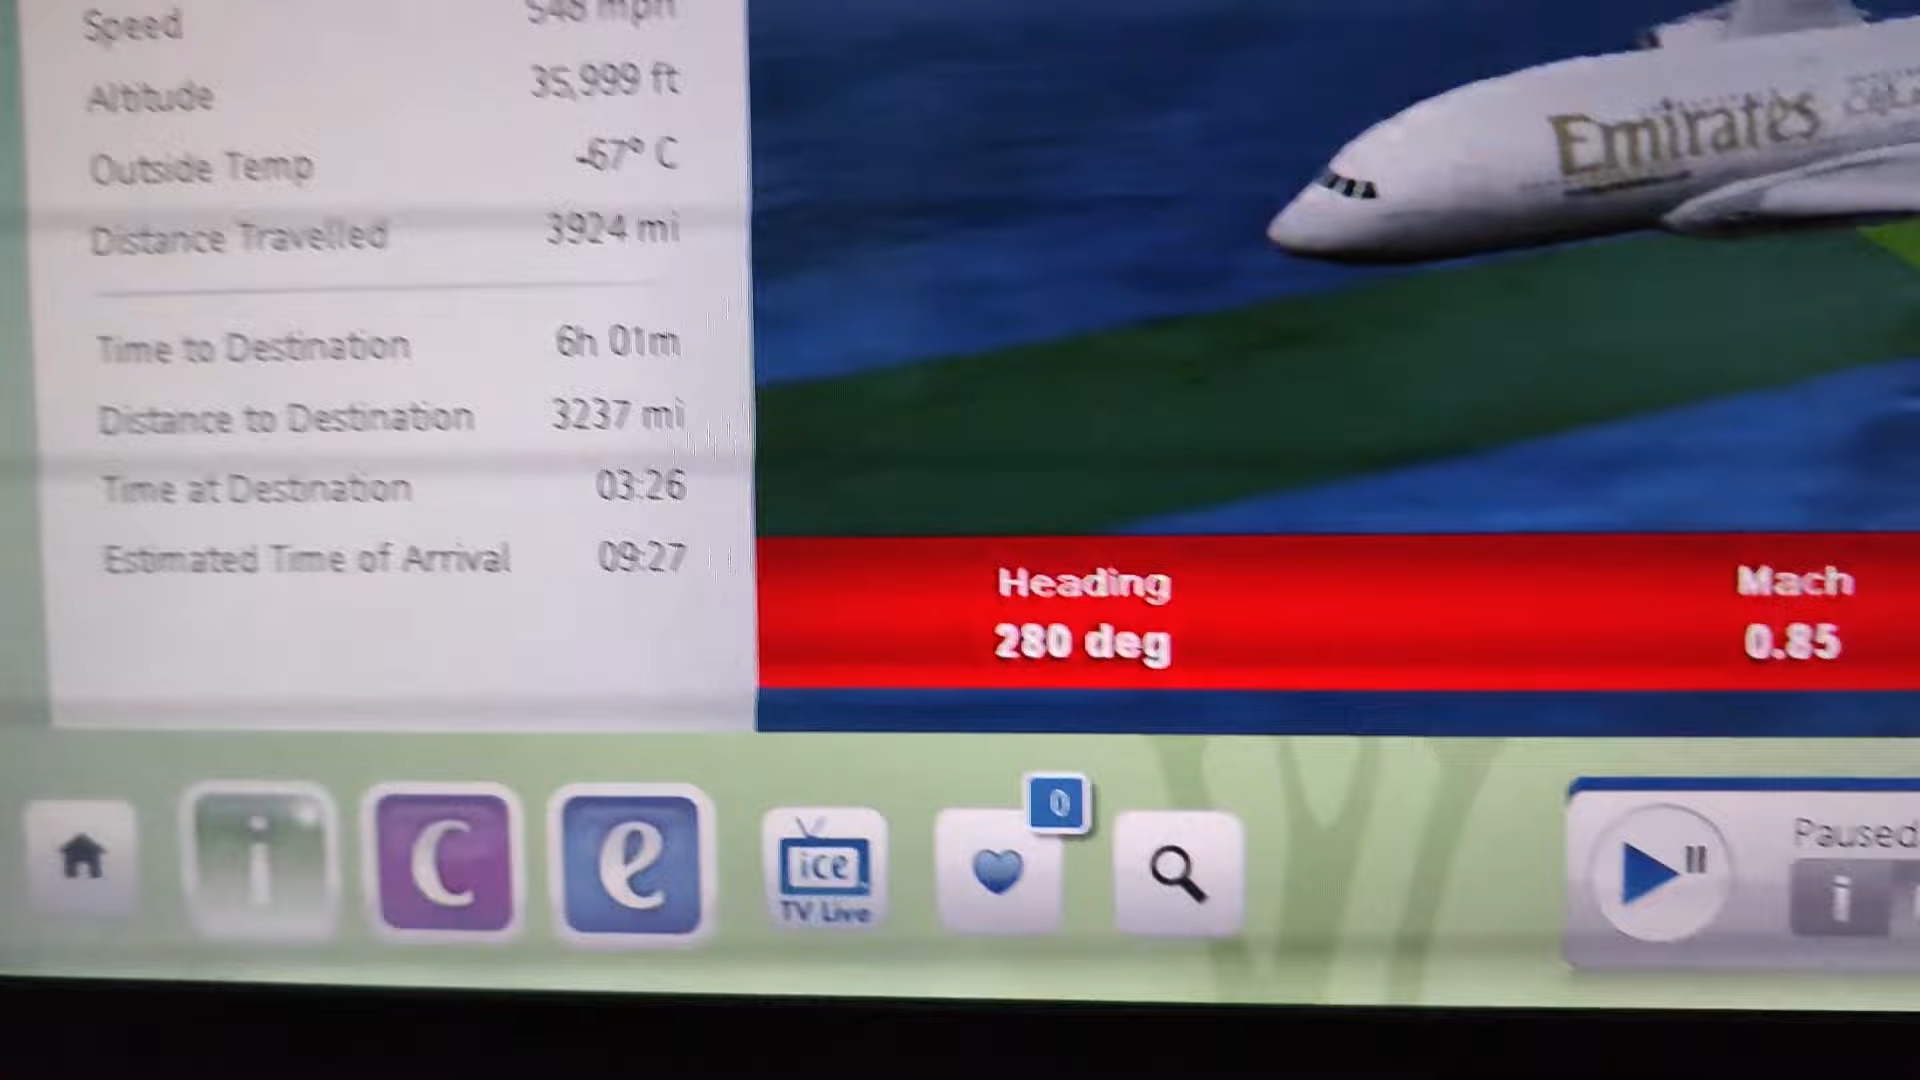 Speed 548 mph
Altitude 35,999 ft
Outside Temp -67° C
Distance Travelled 3924 mi
Time to Destination 6h 01m
Distance to Destination 3237 mi
Time at Destination 03:26
Estimated Time of Arrival 09:27
Emirates
Heading Mach
280 deg 0.85
0
i c e ice
TV Live
Paused
i